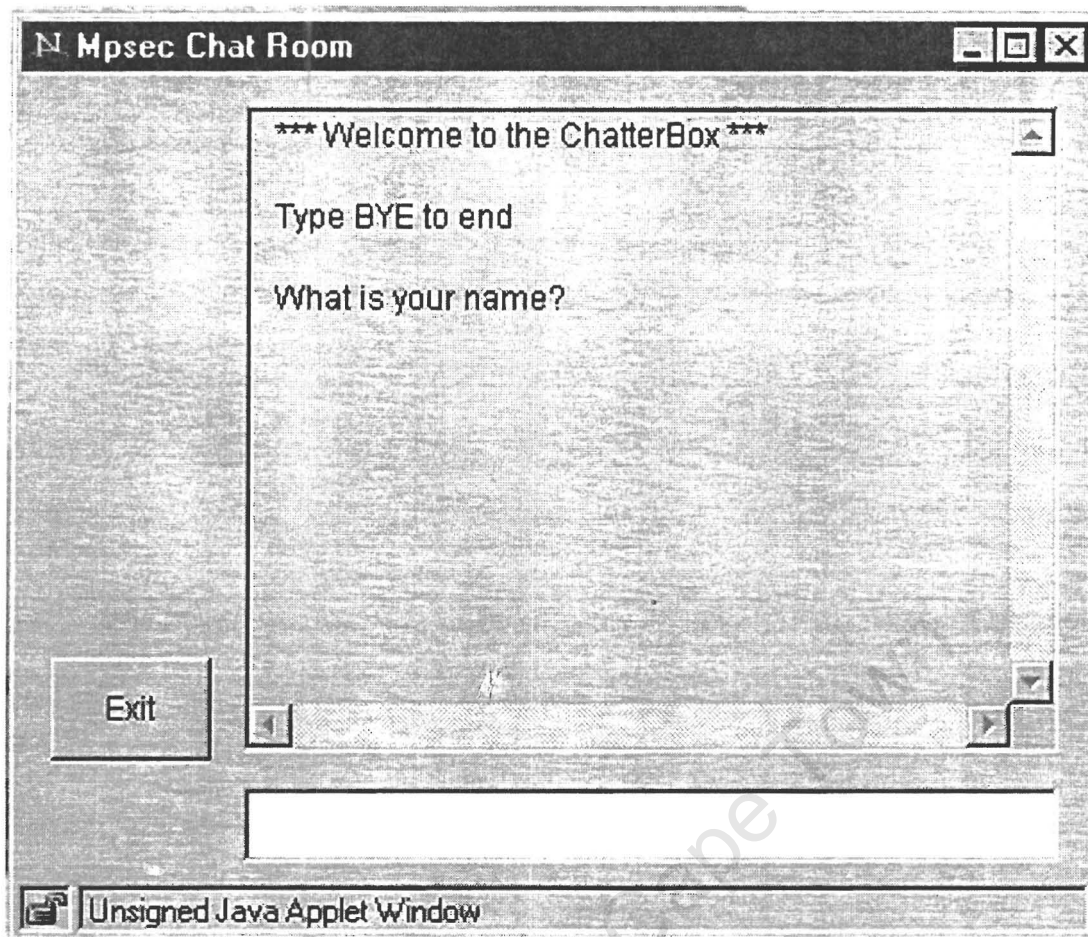 N Mpsec Chat Room
*** Welcome to the ChatterBox ***
Type BYE to end
What is your name?
Exit
Unsigned Java Applet Window